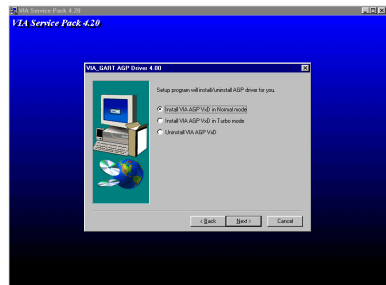 VIA Service Pack 4.20
VIA Service Pack 4.20
VIA_GART AGP Driver 4.00
Setup program will install/uninstall AGP driver for you.
Install VIA AGP VxD in Normal mode
Install VIA AGP VxD in Turbo mode
Uninstall VIA AGP VxD
< Back
Next >
Cancel